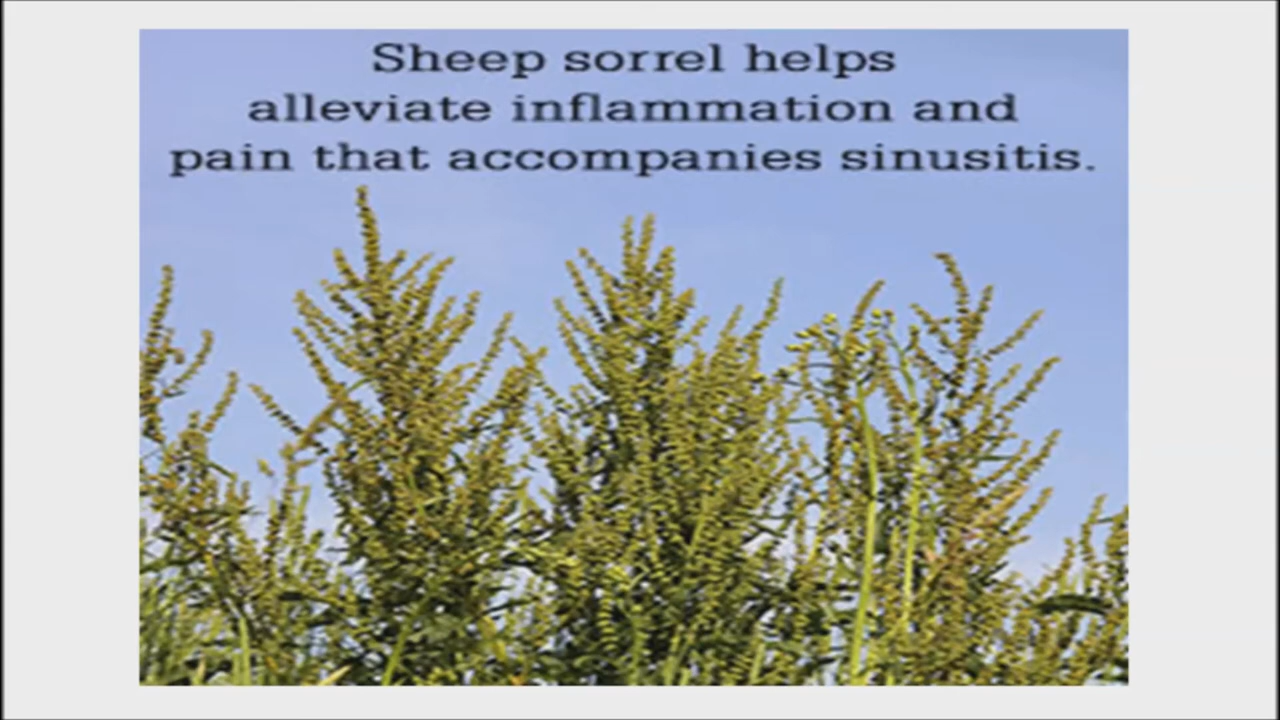 Sheep sorrel helps
alleviate inflammation and
pain that accompanies sinusitis.